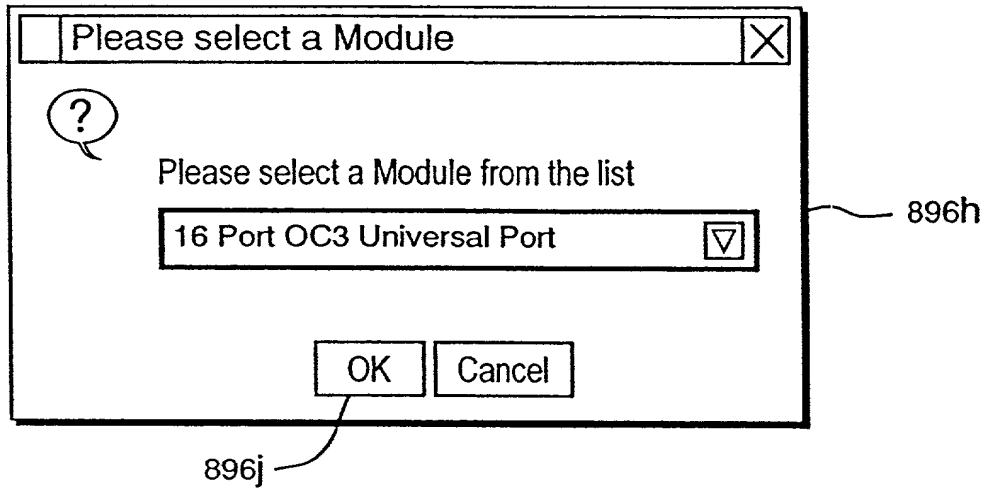 Please select a Module
?
Please select a Module from the list
16 Port OC3 Universal Port
896h
OK
Cancel
896j